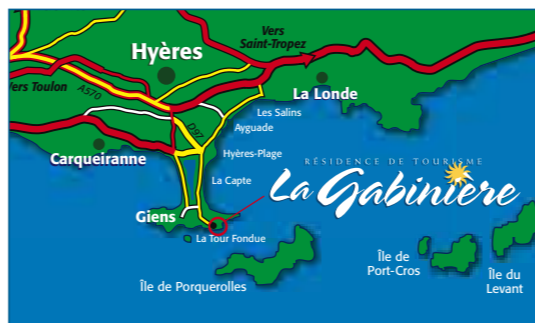 Vers
Saint-Tropez
Hyères
Vers Toulon
A570
La Londe
Les Salins
D97
Ayguade
Carqueiranne
Hyères-Plage
RÉSIDENCE DE TOURISME
La Capte
La Gabiniere
Giens
La Tour Fondue
Île de
Port-Cros
Île du
Levant
Île de Porquerolles